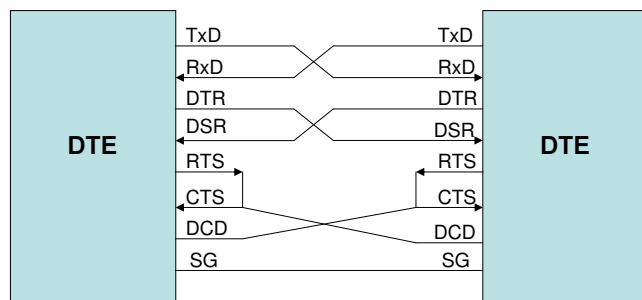 TxD TxD
RxD RxD
DTR DTR
DSR DSR
DTE DTE
RTS RTS
CTS CTS
DCD DCD
SG SG